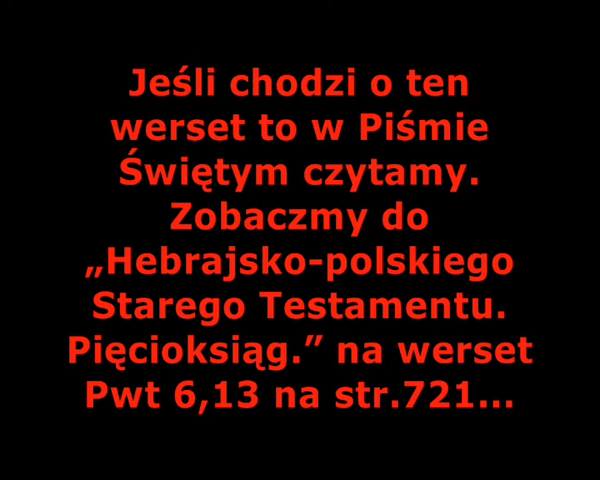 Jeśli chodzi o ten
werset to w Piśmie
Świętym czytamy.
Zobaczmy do
„Hebrajsko-polskiego
Starego Testamentu.
Pięcioksiąg.” na werset
Pwt 6,13 na str.721...